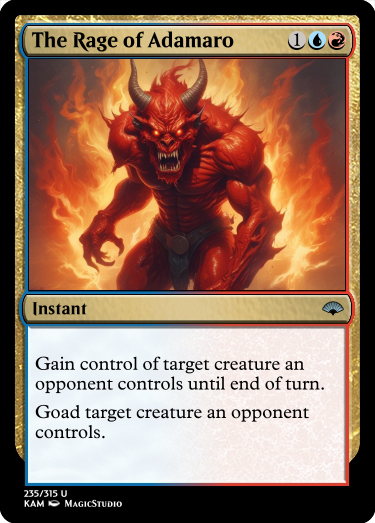 The Rage of Adamaro 1
Instant
Gain control of target creature an
opponent controls until end of turn.
Goad target creature an opponent
controls.
235/315 U
KAM MagicStudio